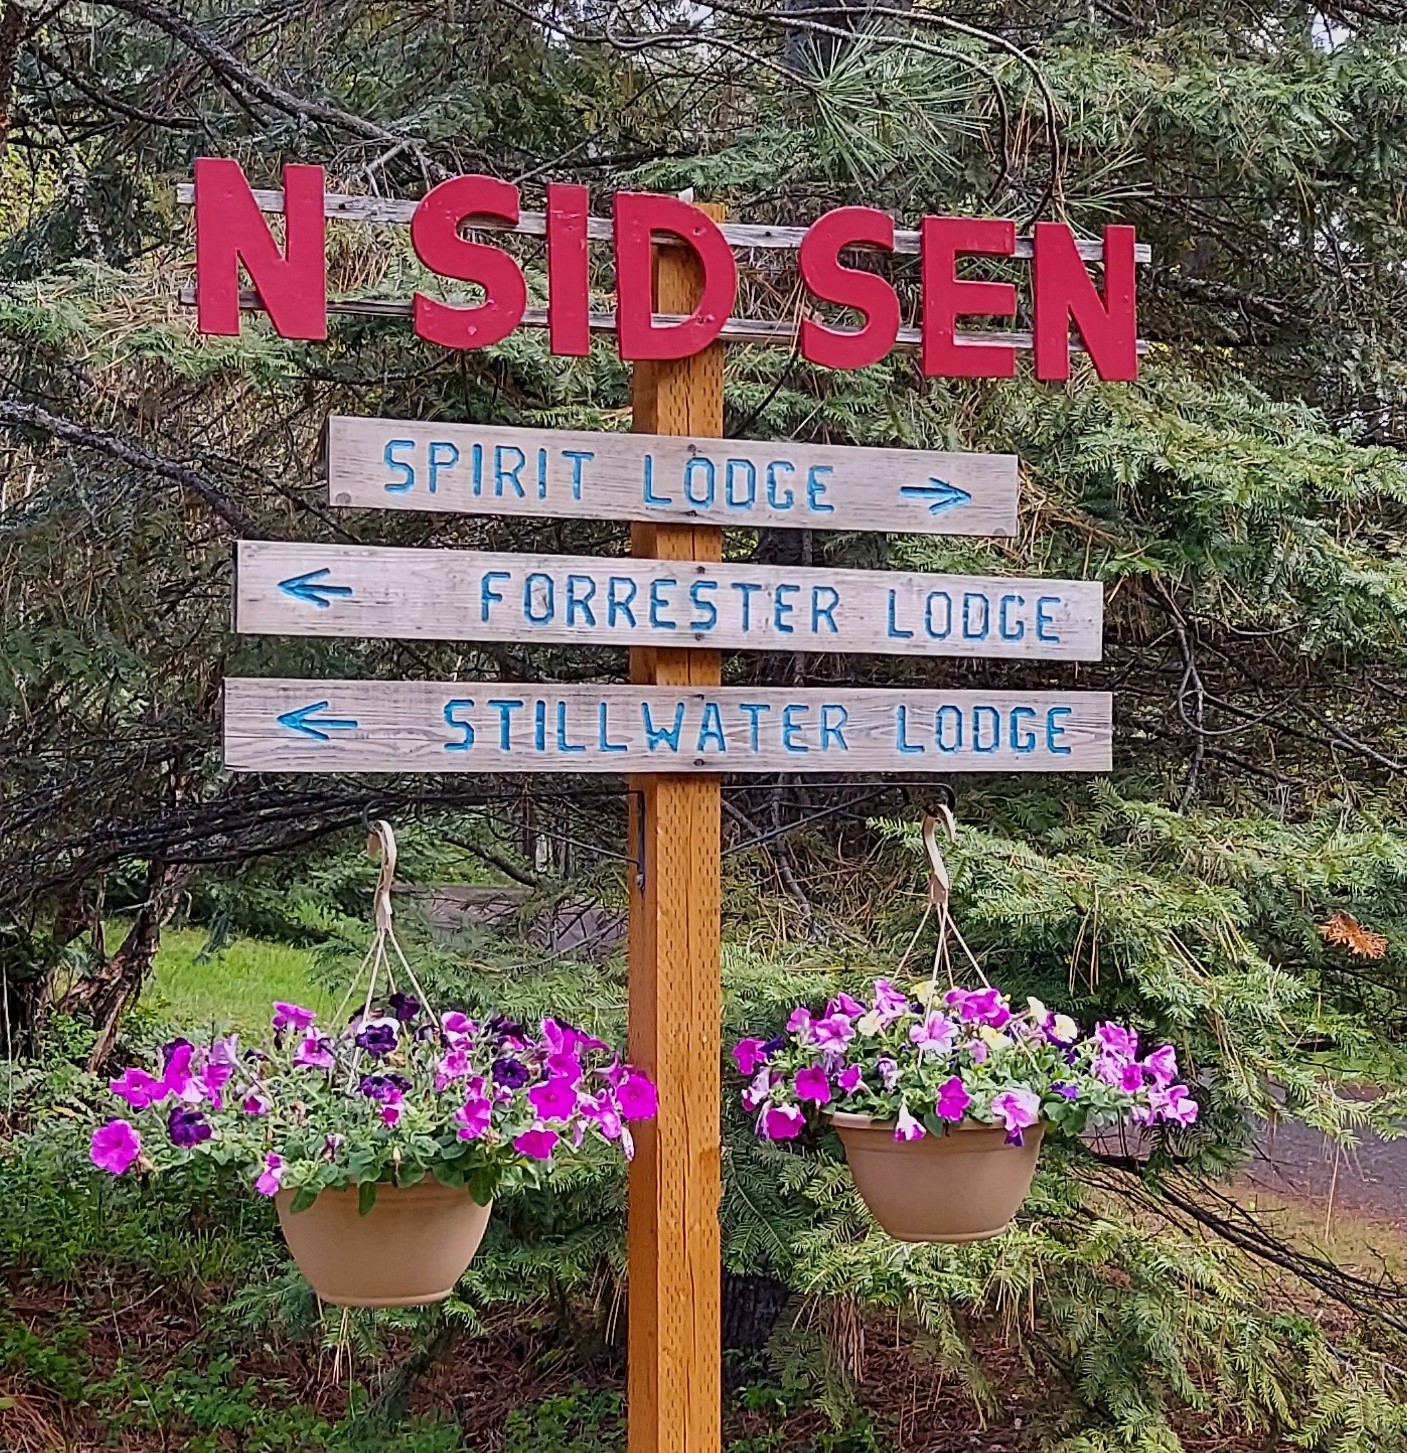 N SID SEN
SPIRIT LODGE →
← FORRESTER LODGE
← STILLWATER LODGE